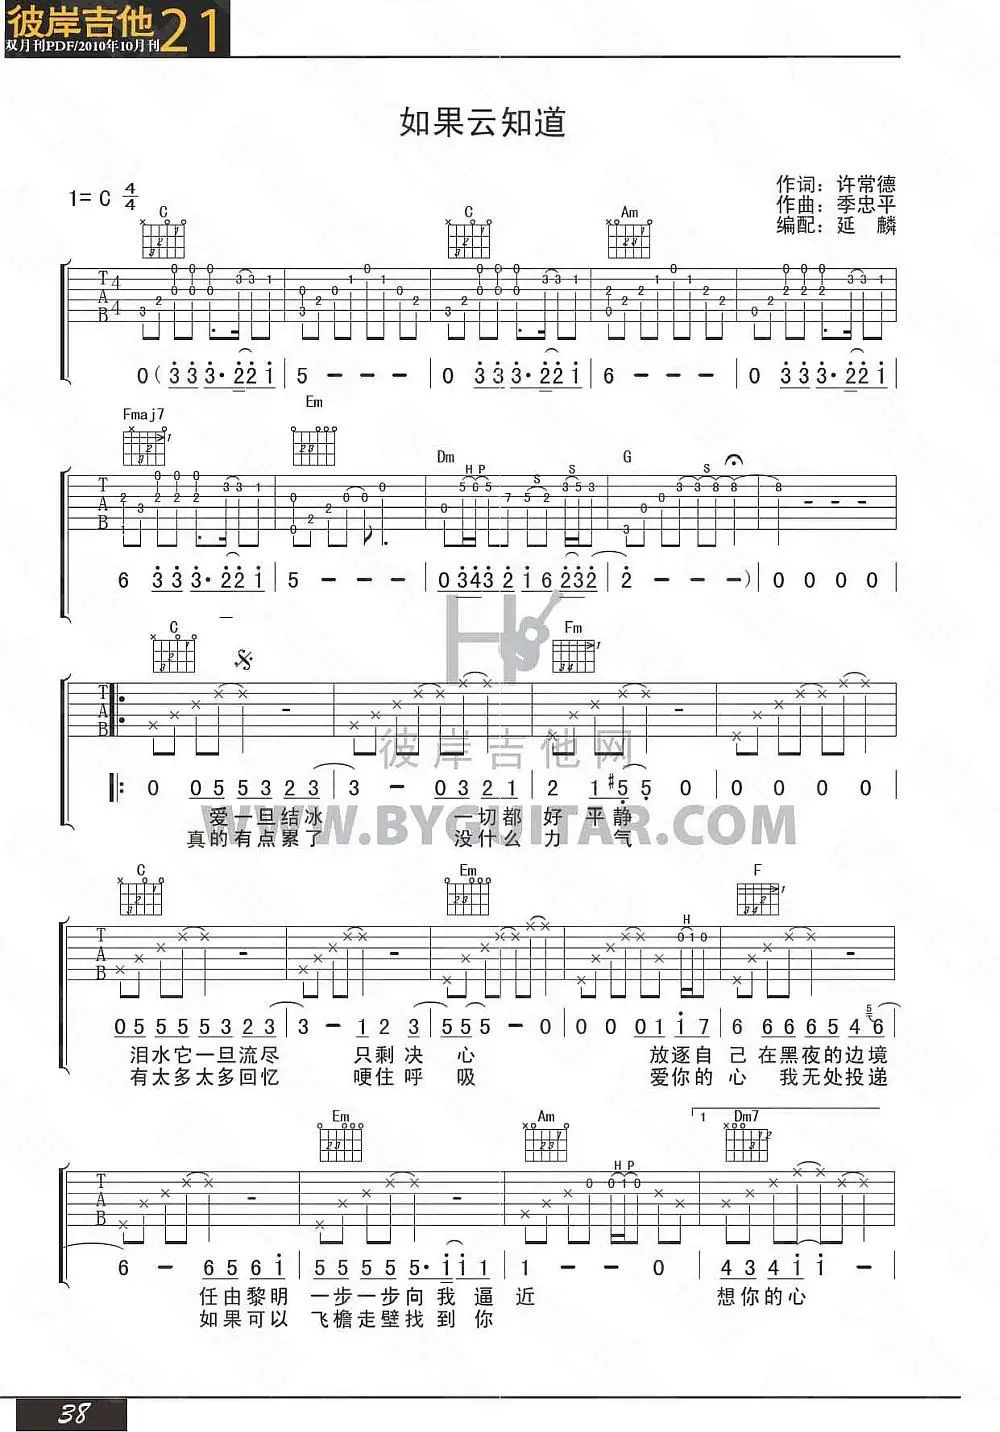 彼岸吉他21
双月刊PDF/2010年10月刊
如果云知道
1= C 4/4
作词：许常德
作曲：季忠平
编配：延 麟
C C Am
0(3 3 3· 2 2 1 | 5 - - - | 0 3 3 3· 2 2 1 | 6 - - - | 0 3 3 3· 2 2 1 |
Fmaj7 Em Dm G
H P S S S
6 3 3 3· 2 2 1 | 5 - - - | 0 3 4 3 2 1 6 2 3 2 | 2 - - -) | 0 0 0 0
C Fm
0 0 5 5 5 3 2 3 | 3 - 0 3 2 1 | 2 1 #5 5 0 | 0 0 0 0
爱一旦结冰 一切都 好 平静
真的有点累了 没什么 力 气
彼岸吉他网
WWW.BYGUITAR.COM
C Em F
H
0 5 5 5 5 3 2 3 | 3 - 1 2 3 | 5 5 5 - 0 | 0 0 0 1 1 7 | 6 6 6 6 5 4 5 6
泪水它一旦流尽 只剩 决 心 放逐自 己 在黑夜的边境
有太多太多回忆 哽住 呼 吸 爱你的 心 我无处投递
Em Am 1 Dm7
H P
6 - 6 5 6 1 | 5 5 5 5 5· 1 1 1 | 1 - - 0 | 0 4 3 4 1 1 -
任由黎明 一步一步向 我 逼 近 想你的心
如果可以 飞檐走壁找 到 你
38